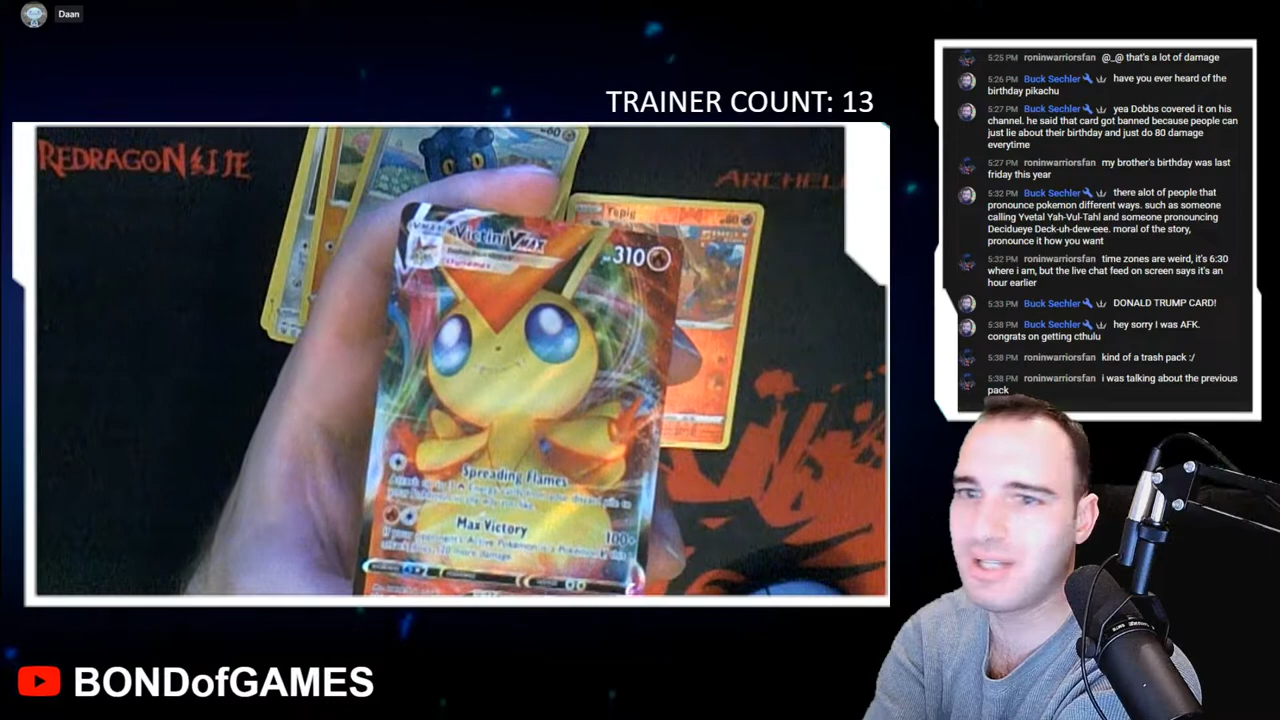 Daan
TRAINER COUNT: 13
REDRAGON
ARCHEL
60
Tepig
80
VMAX
Victini VMAX
310
Spreading Flames
Max Victory
100+
5:25 PM roninwarriorsfan @_@ that's a lot of damage
5:26 PM Buck Sechler have you ever heard of the
birthday pikachu
5:27 PM Buck Sechler yea Dobbs covered it on his
channel. he said that card got banned because people can
just lie about their birthday and just do 80 damage
everytime
5:27 PM roninwarriorsfan my brother's birthday was last
friday this year
5:32 PM Buck Sechler there alot of people that
pronounce pokemon different ways. such as someone
calling Yvetal Yah-Vul-Tahl and someone pronouncing
Decidueye Deck-uh-dew-eee. moral of the story,
pronounce it how you want
5:32 PM roninwarriorsfan time zones are weird, it's 6:30
where i am, but the live chat feed on screen says it's an
hour earlier
5:33 PM Buck Sechler DONALD TRUMP CARD!
5:38 PM Buck Sechler hey sorry I was AFK.
congrats on getting cthulu
5:38 PM roninwarriorsfan kind of a trash pack :/
5:38 PM roninwarriorsfan i was talking about the previous
pack
BONDofGAMES